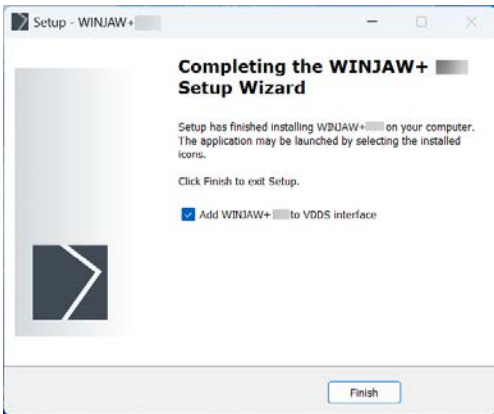 Setup - WINJAW+
Completing the WINJAW+
Setup Wizard
Setup has finished installing WINJAW+ on your computer.
The application may be launched by selecting the installed
icons.
Click Finish to exit Setup.
Add WINJAW+ to VDDS interface
Finish